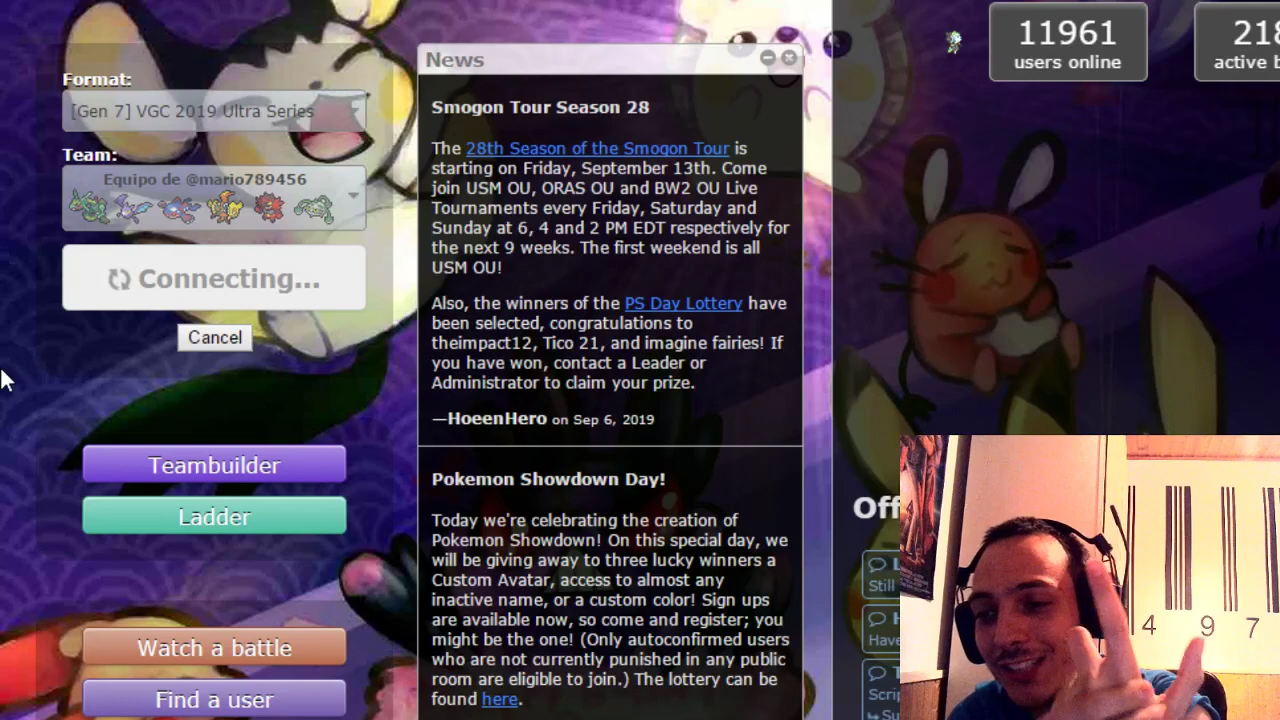 Format:
[Gen 7] VGC 2019 Ultra Series
Team:
Equipo de @mario789456
Connecting...
Cancel
Teambuilder
Ladder
Watch a battle
Find a user
News
Smogon Tour Season 28
The 28th Season of the Smogon Tour is
starting on Friday, September 13th. Come
join USM OU, ORAS OU and BW2 OU Live
Tournaments every Friday, Saturday and
Sunday at 6, 4 and 2 PM EDT respectively for
the next 9 weeks. The first weekend is all
USM OU!
Also, the winners of the PS Day Lottery have
been selected, congratulations to
theimpact12, Tico 21, and imagine fairies! If
you have won, contact a Leader or
Administrator to claim your prize.
—HoeenHero on Sep 6, 2019
Pokemon Showdown Day!
Today we're celebrating the creation of
Pokemon Showdown! On this special day, we
will be giving away to three lucky winners a
Custom Avatar, access to almost any
inactive name, or a custom color! Sign ups
are available now, so come and register; you
might be the one! (Only autoconfirmed users
who are not currently punished in any public
room are eligible to join.) The lottery can be
found here.
11961
users online
218
active b
Off
L
Still
H
Have
T
Scrip
↳ Su
4 9 7